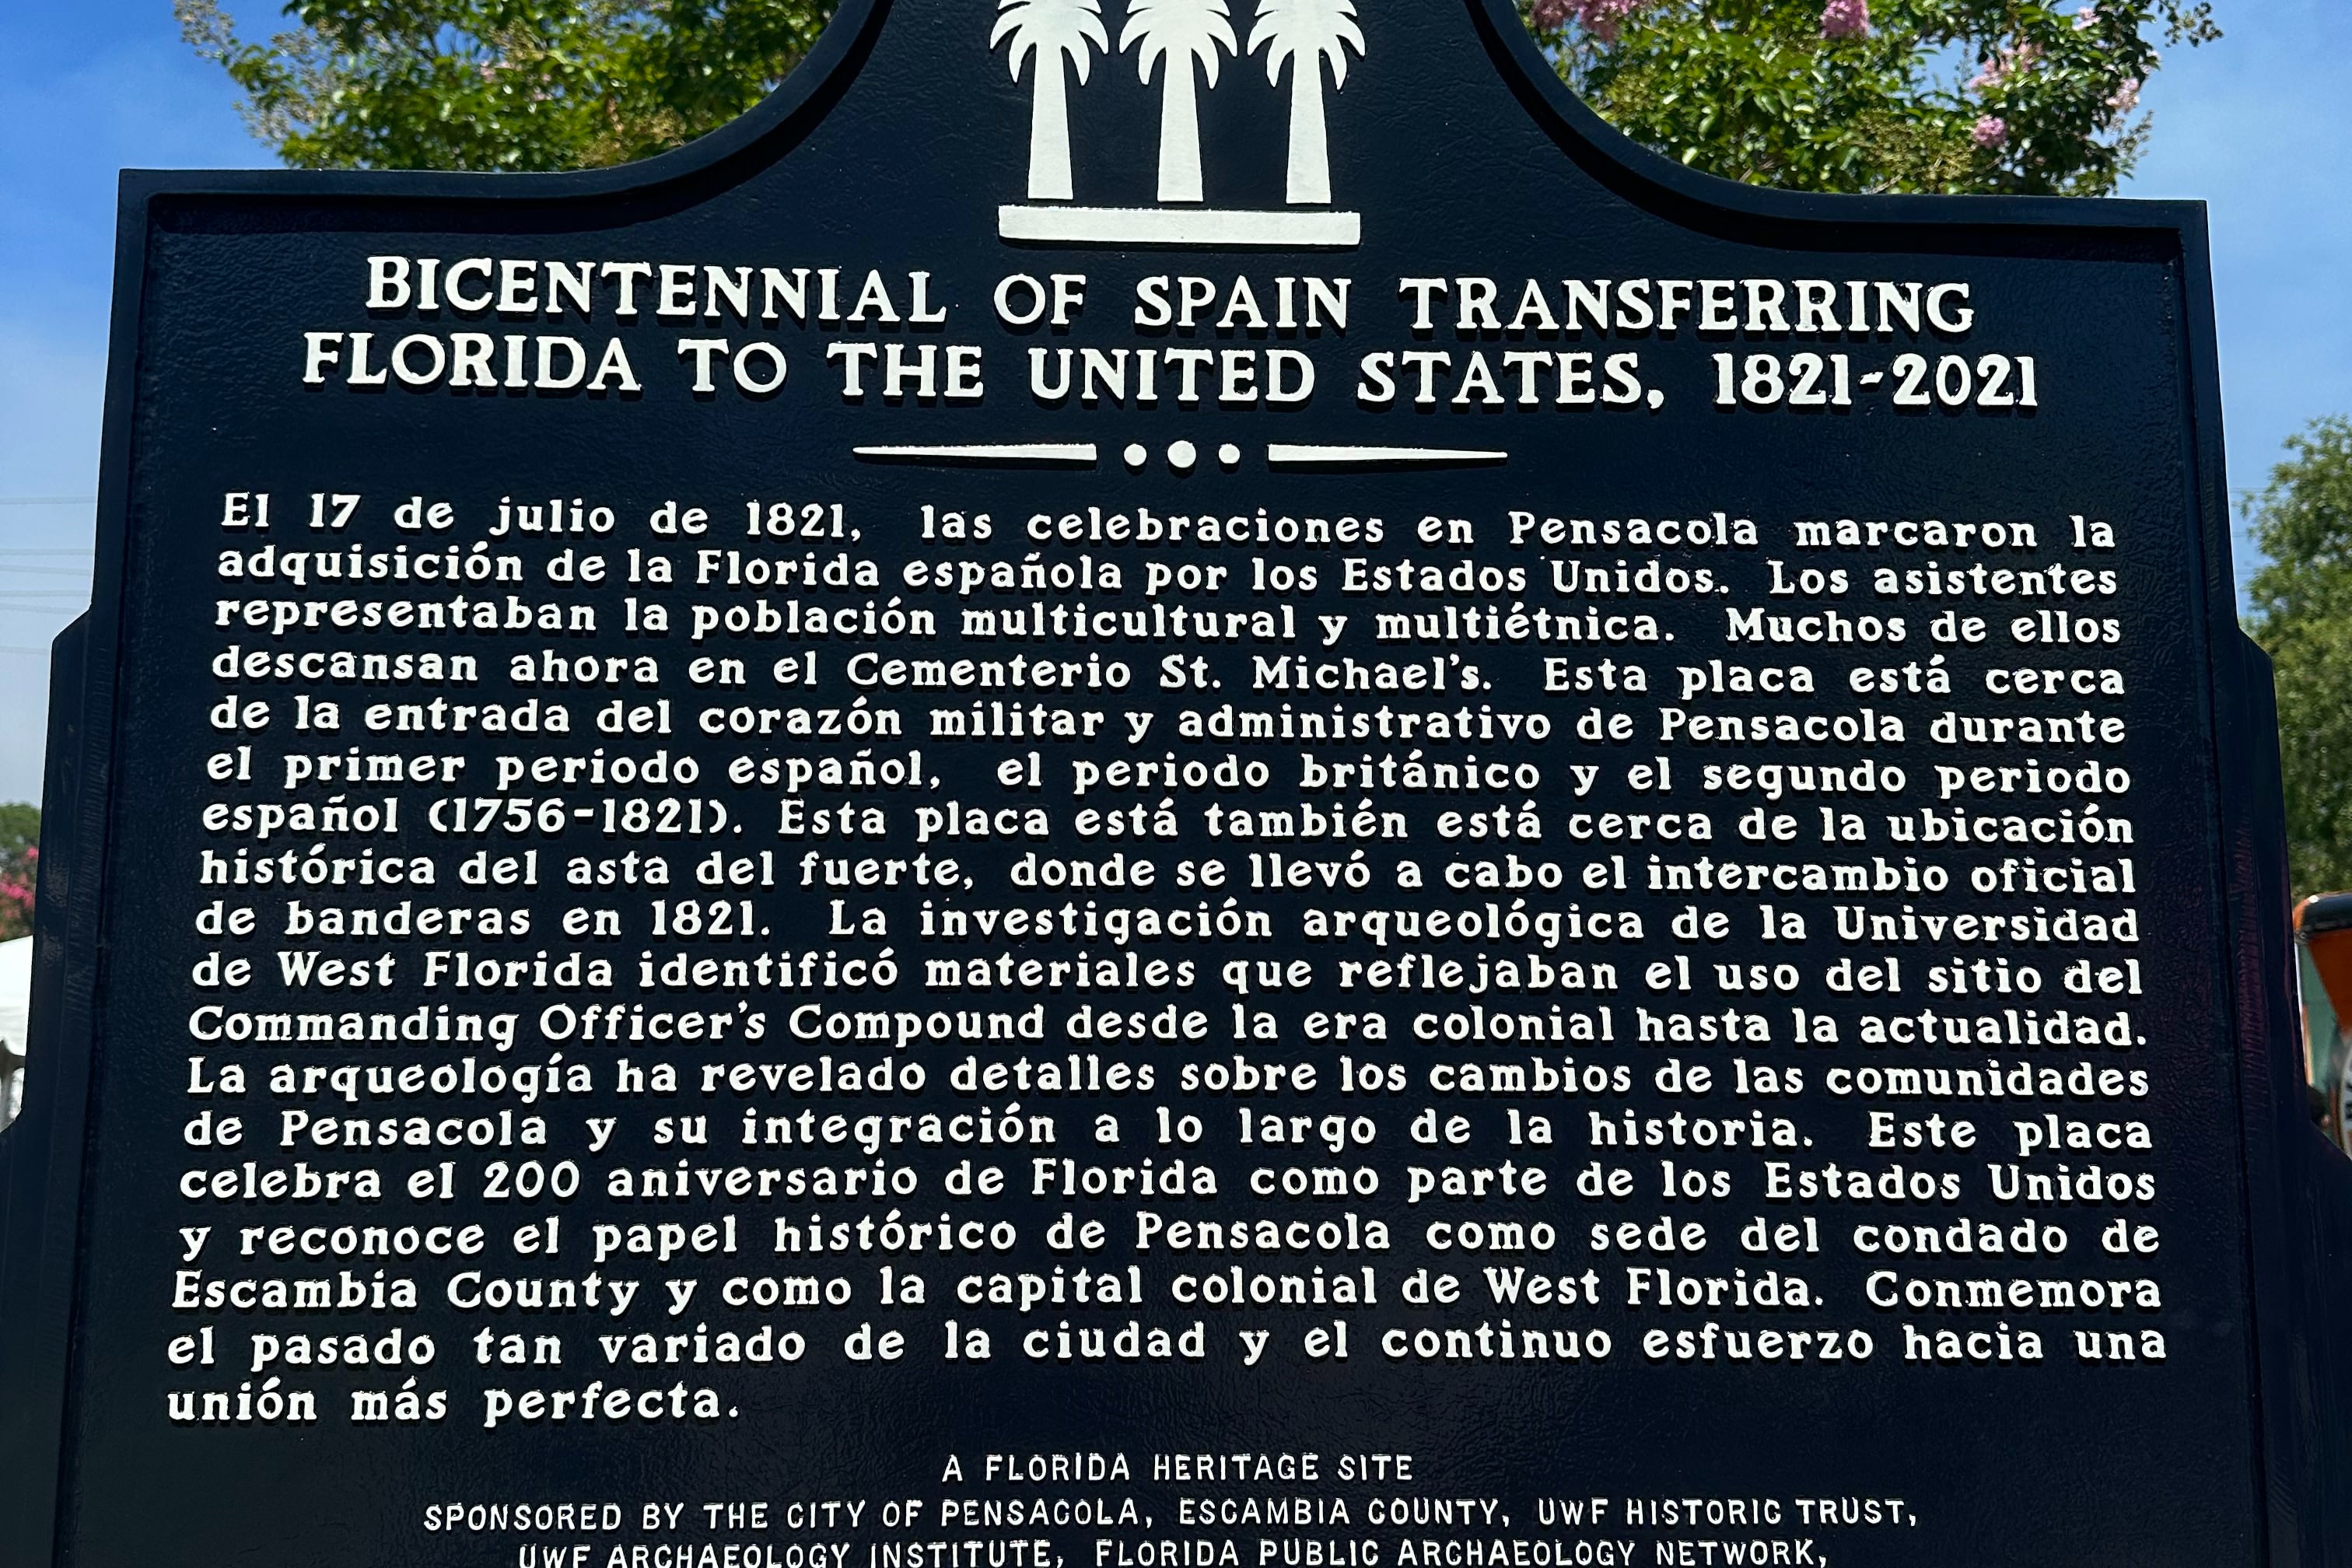 BICENTENNIAL OF SPAIN TRANSFERRING
FLORIDA TO THE UNITED STATES, 1821-2021
El 17 de julio de 1821, las celebraciones en Pensacola marcaron la
adquisición de la Florida española por los Estados Unidos. Los asistentes
representaban la población multicultural y multiétnica. Muchos de ellos
descansan ahora en el Cementerio St. Michael's. Esta placa está cerca
de la entrada del corazón militar y administrativo de Pensacola durante
el primer periodo español, el periodo británico y el segundo periodo
español (1756-1821). Esta placa está también está cerca de la ubicación
histórica del asta del fuerte, donde se llevó a cabo el intercambio oficial
de banderas en 1821. La investigación arqueológica de la Universidad
de West Florida identificó materiales que reflejaban el uso del sitio del
Commanding Officer's Compound desde la era colonial hasta la actualidad.
La arqueología ha revelado detalles sobre los cambios de las comunidades
de Pensacola y su integración a lo largo de la historia. Este placa
celebra el 200 aniversario de Florida como parte de los Estados Unidos
y reconoce el papel histórico de Pensacola como sede del condado de
Escambia County y como la capital colonial de West Florida. Conmemora
el pasado tan variado de la ciudad y el continuo esfuerzo hacia una
unión más perfecta.
A FLORIDA HERITAGE SITE
SPONSORED BY THE CITY OF PENSACOLA, ESCAMBIA COUNTY, UWF HISTORIC TRUST,
UWF ARCHAEOLOGY INSTITUTE, FLORIDA PUBLIC ARCHAEOLOGY NETWORK,